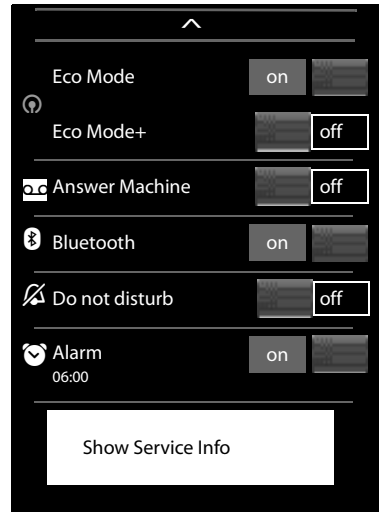 Eco Mode on
Eco Mode+ off
Answer Machine off
Bluetooth on
Do not disturb off
Alarm on
06:00
Show Service Info